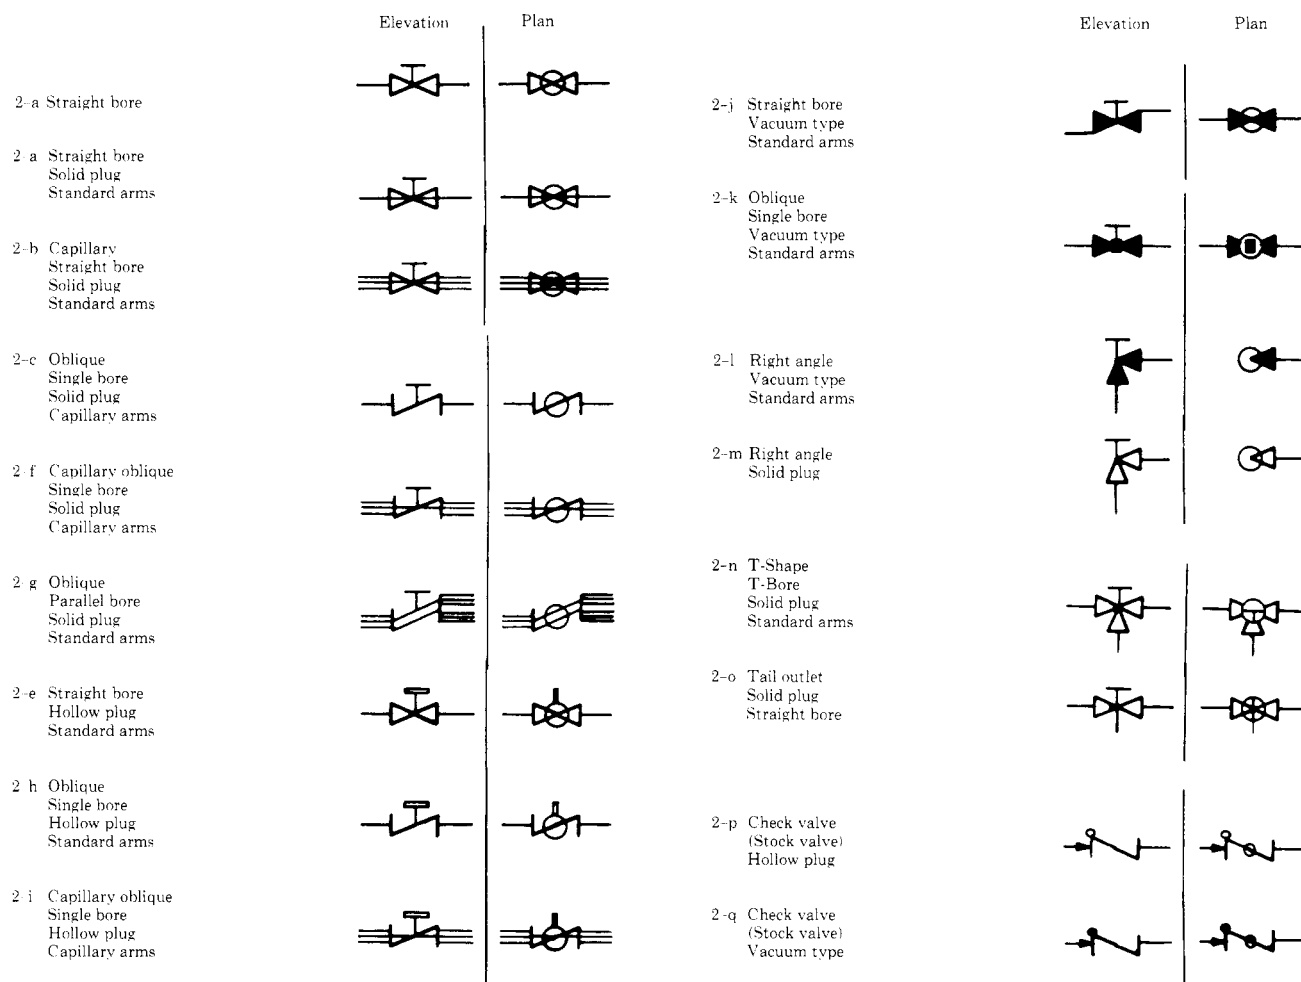 Elevation Plan
2-a Straight bore
2-a Straight bore
Solid plug
Standard arms
2-b Capillary
Straight bore
Solid plug
Standard arms
2-c Oblique
Single bore
Solid plug
Capillary arms
2-f Capillary oblique
Single bore
Solid plug
Capillary arms
2-g Oblique
Parallel bore
Solid plug
Standard arms
2-e Straight bore
Hollow plug
Standard arms
2-h Oblique
Single bore
Hollow plug
Standard arms
2-i Capillary oblique
Single bore
Hollow plug
Capillary arms
Elevation Plan
2-j Straight bore
Vacuum type
Standard arms
2-k Oblique
Single bore
Vacuum type
Standard arms
2-l Right angle
Vacuum type
Standard arms
2-m Right angle
Solid plug
2-n T-Shape
T-Bore
Solid plug
Standard arms
2-o Tail outlet
Solid plug
Straight bore
2-p Check valve
(Stock valve)
Hollow plug
2-q Check valve
(Stock valve)
Vacuum type